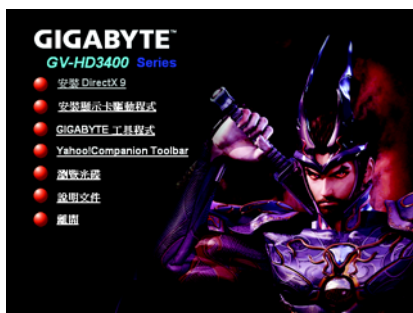 GIGABYTE™
GV-HD3400 Series
安裝 DirectX 9
安裝顯示卡驅動程式
GIGABYTE 工具程式
Yahoo!Companion Toolbar
瀏覽光碟
說明文件
離開